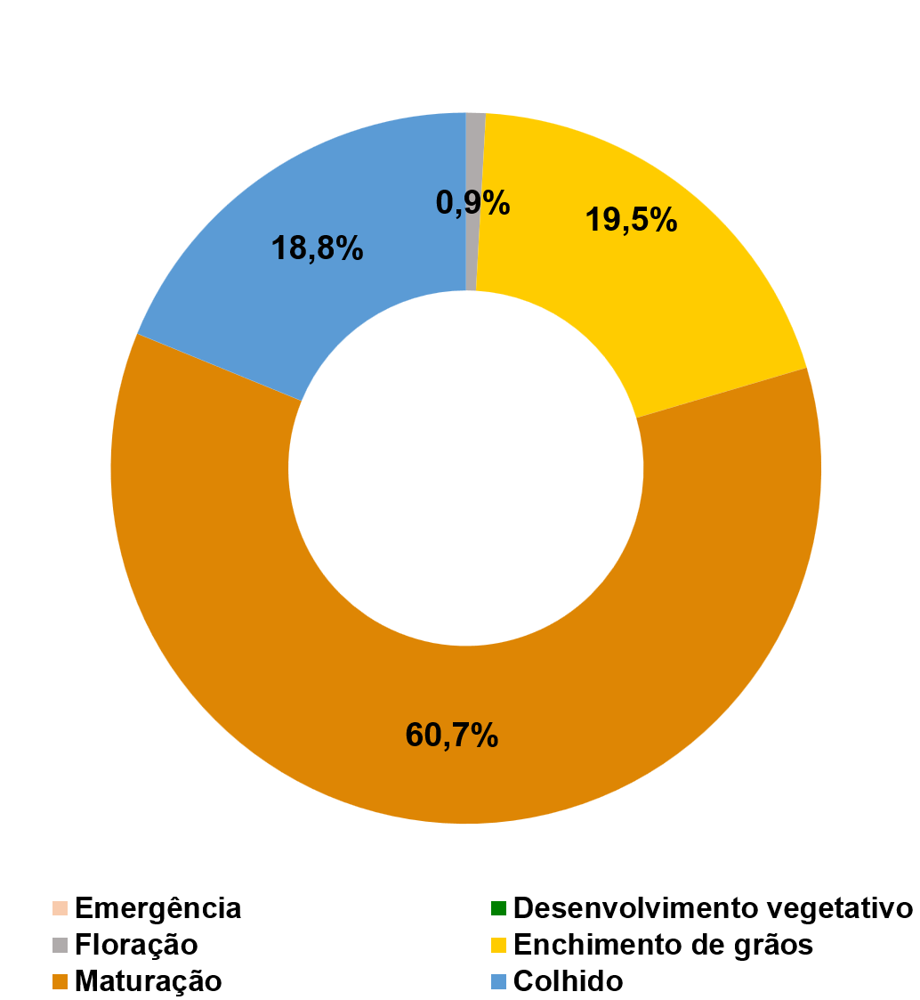 0,9%
19,5%
18,8%
60,7%
Emergência
Desenvolvimento vegetativo
Floração
Enchimento de grãos
Maturação
Colhido